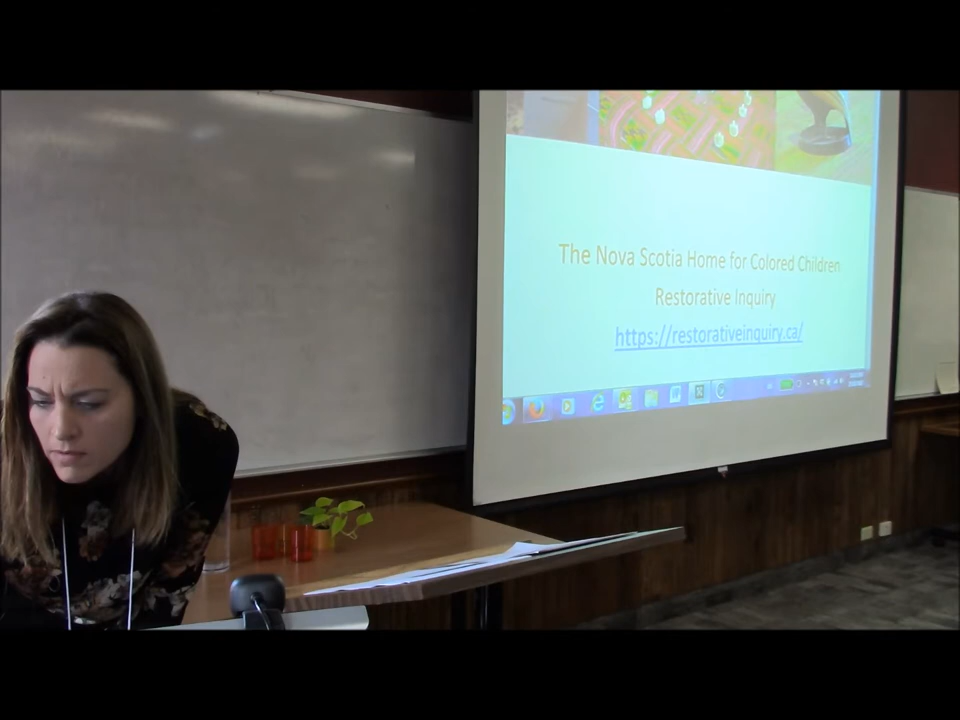 The Nova Scotia Home for Colored Children
Restorative Inquiry
https://restorativeinquiry.ca/